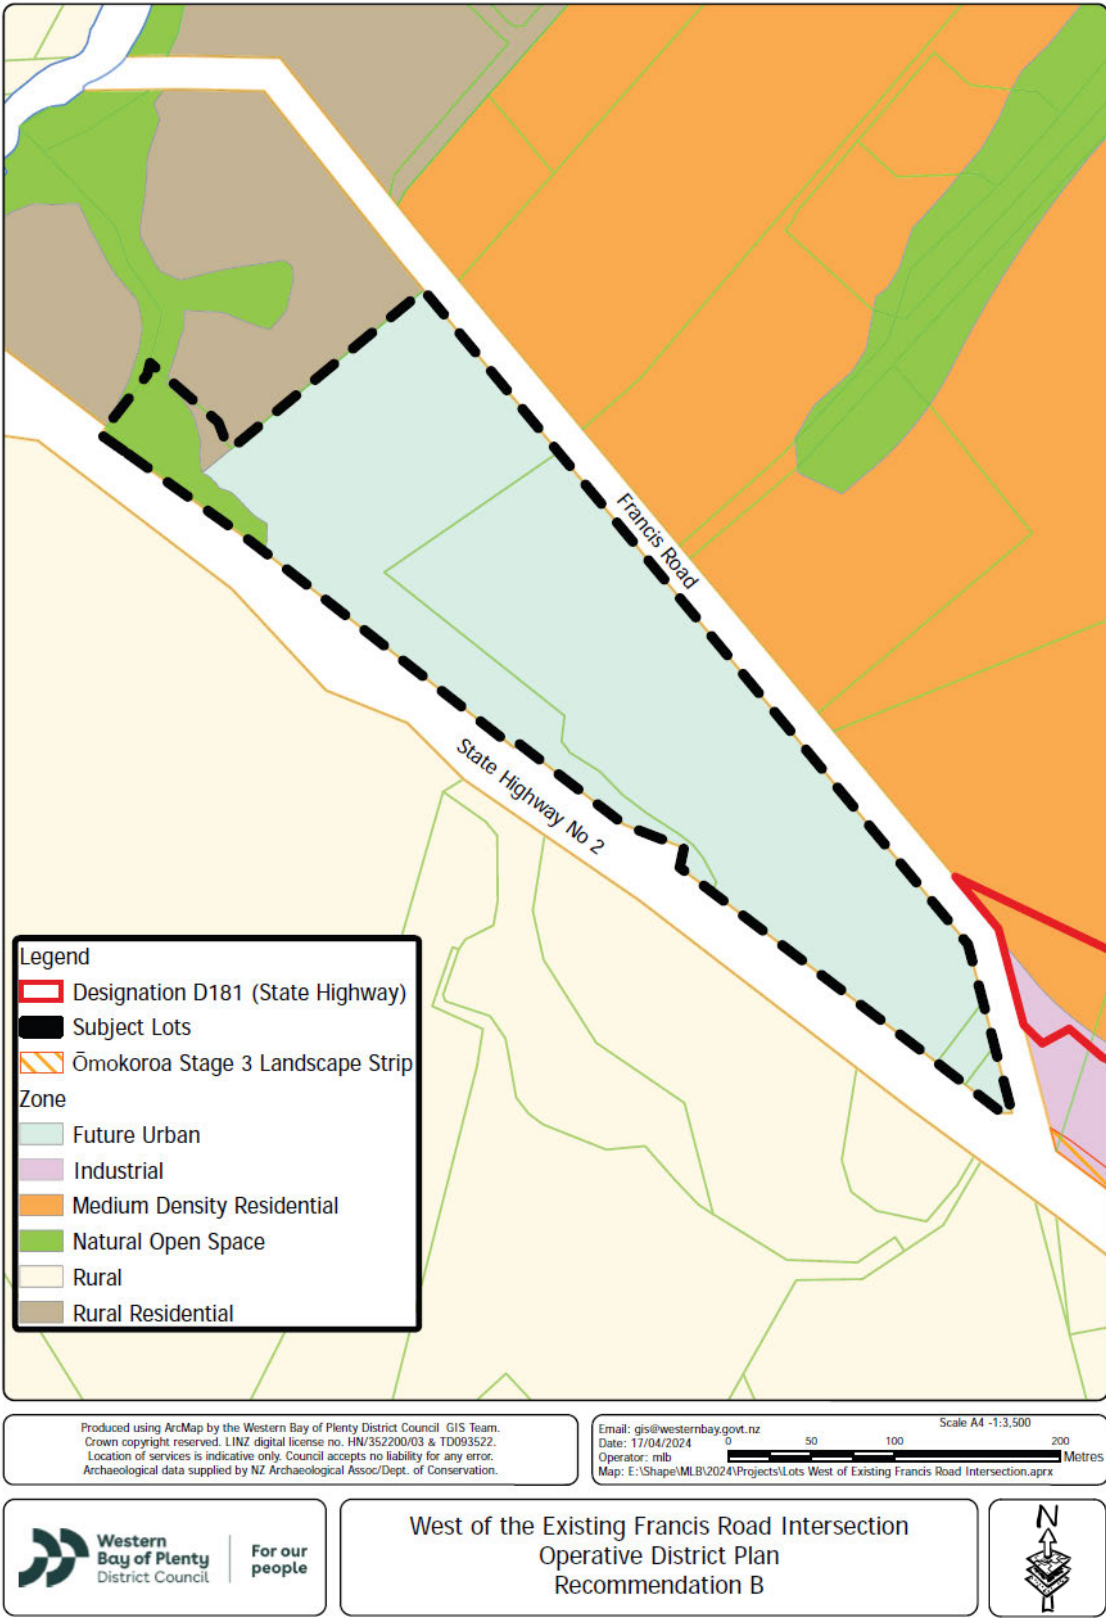 Francis Road
State Highway No 2
Legend
Designation D181 (State Highway)
Subject Lots
Ōmokoroa Stage 3 Landscape Strip
Zone
Future Urban
Industrial
Medium Density Residential
Natural Open Space
Rural
Rural Residential
Produced using ArcMap by the Western Bay of Plenty District Council GIS Team.
Crown copyright reserved. LINZ digital license no. HN/352200/03 & TD093522.
Location of services is indicative only. Council accepts no liability for any error.
Archaeological data supplied by NZ Archaeological Assoc/Dept. of Conservation.
Email: gis@westernbay.govt.nz
Date: 17/04/2024
Operator: mlb
Map: E:\Shape\MLB\2024\Projects\Lots West of Existing Francis Road Intersection.aprx
Scale A4 -1:3,500
0 50 100 200
Metres
Western
Bay of Plenty
District Council
For our
people
West of the Existing Francis Road Intersection
Operative District Plan
Recommendation B
N